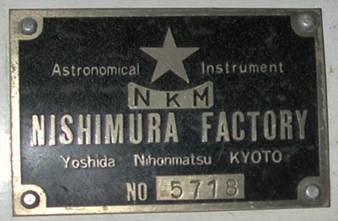 Astronomical Instrument
NKM
NISHIMURA FACTORY
Yoshida Nihonmatsu KYOTO
NO 5718